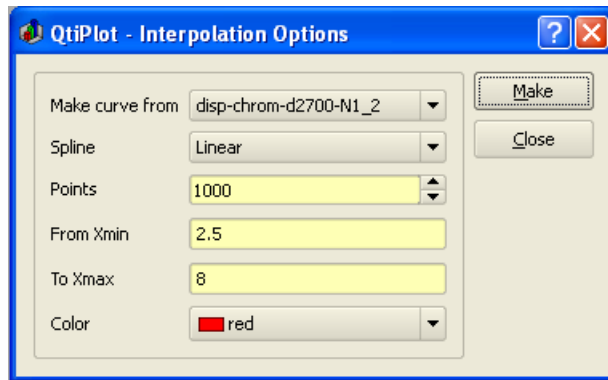 QtiPlot - Interpolation Options
Make curve from disp-chrom-d2700-N1_2 Make
Spline Linear Close
Points 1000
From Xmin 2.5
To Xmax 8
Color red